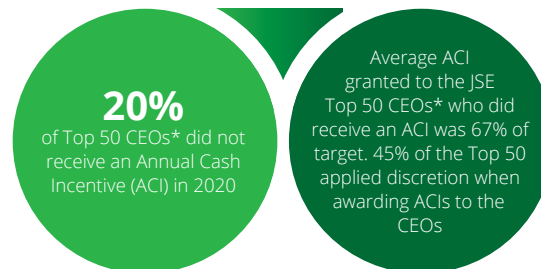 20%
of Top 50 CEOs* did not
receive an Annual Cash
Incentive (ACI) in 2020
Average ACI
granted to the JSE
Top 50 CEOs* who did
receive an ACI was 67% of
target. 45% of the Top 50
applied discretion when
awarding ACIs to the
CEOs